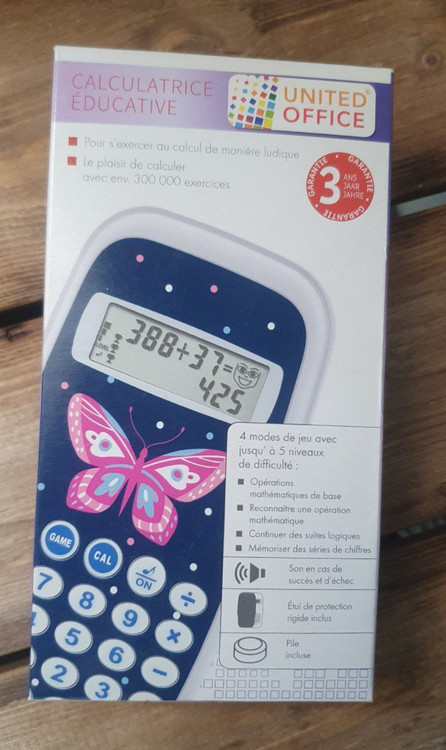 CALCULATRICE
ÉDUCATIVE
UNITED®
OFFICE
Pour s'exercer au calcul de manière ludique
Le plaisir de calculer
avec env. 300 000 exercices
GARANTIE • GARANTIE • GARANTIE • GARANTIE
3 ANS
JAAR
JAHRE
388+37=
425
LEVEL
4 modes de jeu avec
jusqu' à 5 niveaux
de difficulté :
Opérations
mathématiques de base
Reconnaître une opération
mathématique
Continuer des suites logiques
Mémoriser des séries de chiffres
Son en cas de
succès et d'échec
Étui de protection
rigide inclus
Pile
incluse
GAME
CAL
ON
÷
7
8
9
×
5
6
−
2
3